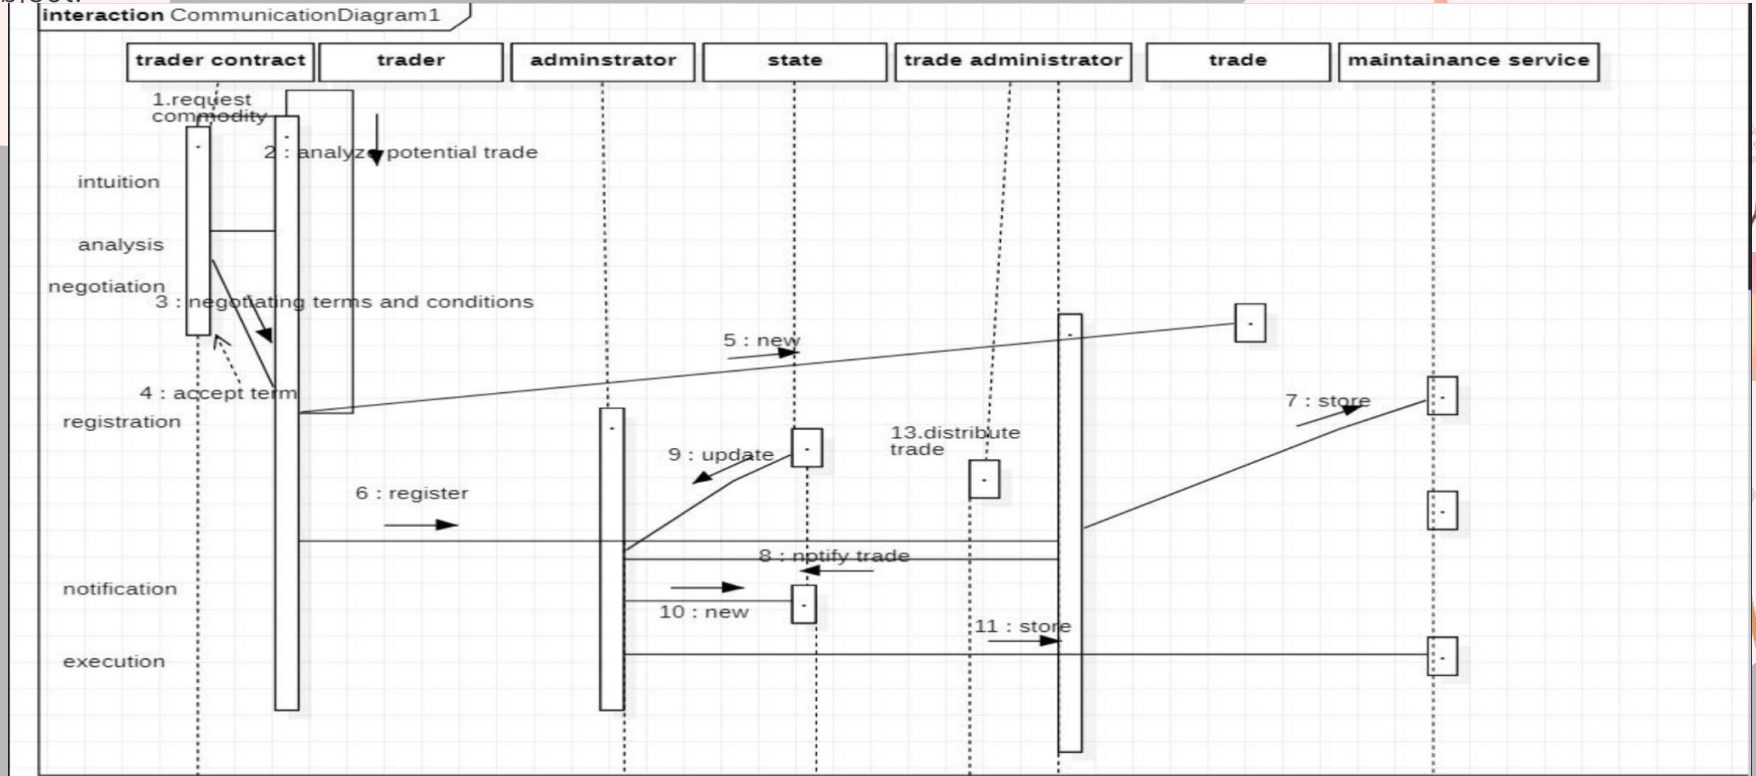 interaction CommunicationDiagram1
trader contract
trader
adminstrator
state
trade administrator
trade
maintainance service
1.request
commodity
2 : analyze potential trade
intuition
analysis
negotiation
3 : negotiating terms and conditions
5 : new
4 : accept term
7 : store
registration
13.distribute
trade
9 : update
6 : register
8 : notify trade
notification
10 : new
11 : store
execution